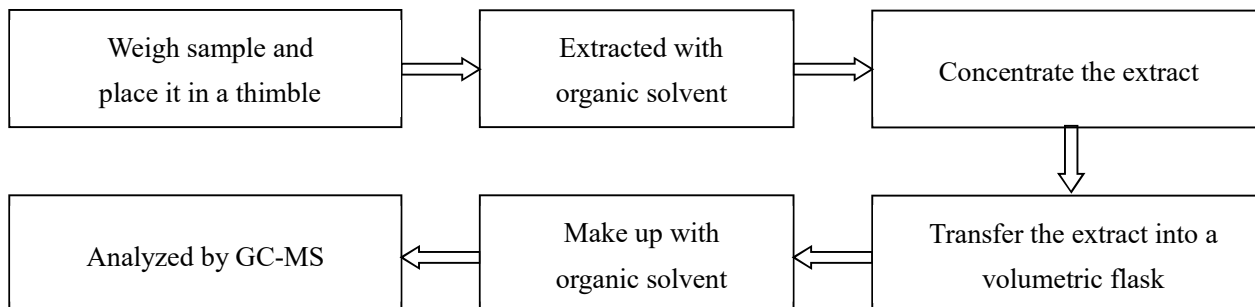 Weigh sample and
place it in a thimble
Extracted with
organic solvent
Concentrate the extract
Transfer the extract into a
volumetric flask
Make up with
organic solvent
Analyzed by GC-MS